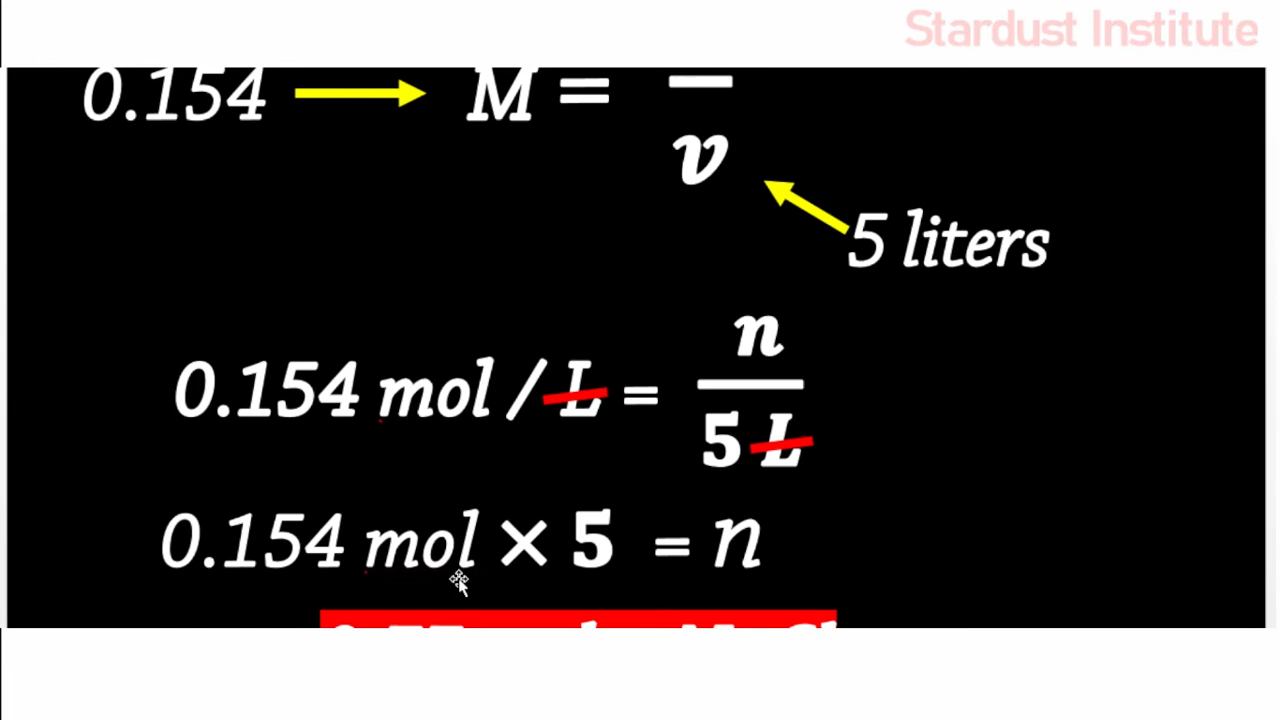 Stardust Institute
0.154 M =
v
5 liters
n
0.154 mol / L =
5 L
0.154 mol × 5 = n